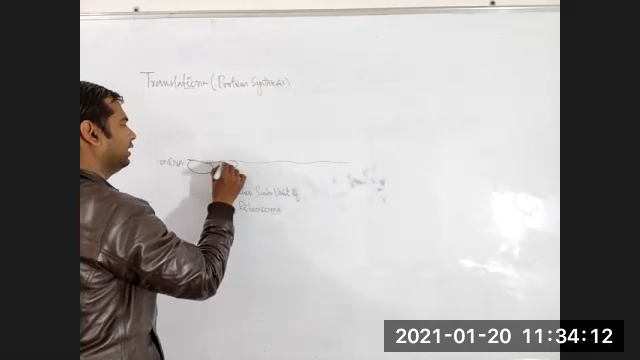 Translation (Protein Synthesis)
mRNA
Sub Unit of
Ribosome
2021-01-20 11:34:12